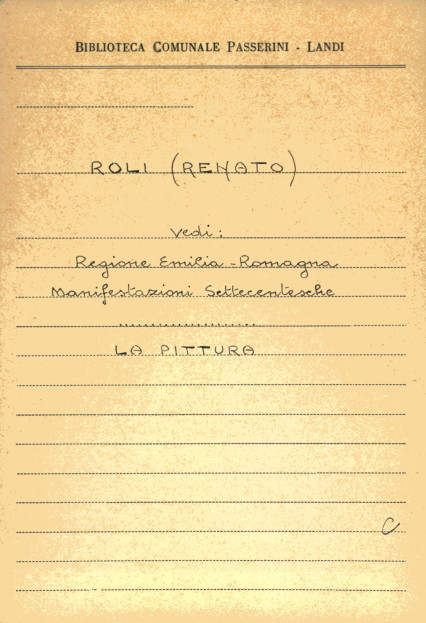 BIBLIOTECA COMUNALE PASSERINI - LANDI
ROLI (RENATO)
Vedi:
Regione Emilia-Romagna
Manifestazioni Settecentesche
....................
LA PITTURA
C